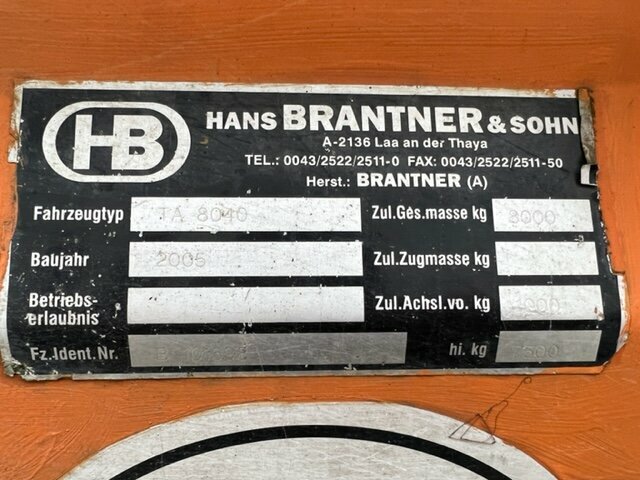 HB
HANS BRANTNER & SOHN
A-2136 Laa an der Thaya
TEL.: 0043/2522/2511-0 FAX: 0043/2522/2511-50
Herst.: BRANTNER (A)
Fahrzeugtyp TA 8040 Zul.Ges.masse kg 8000
Baujahr 2005 Zul.Zugmasse kg
Betriebs-
erlaubnis Zul.Achsl.vo. kg
Fz.Ident.Nr. hi. kg